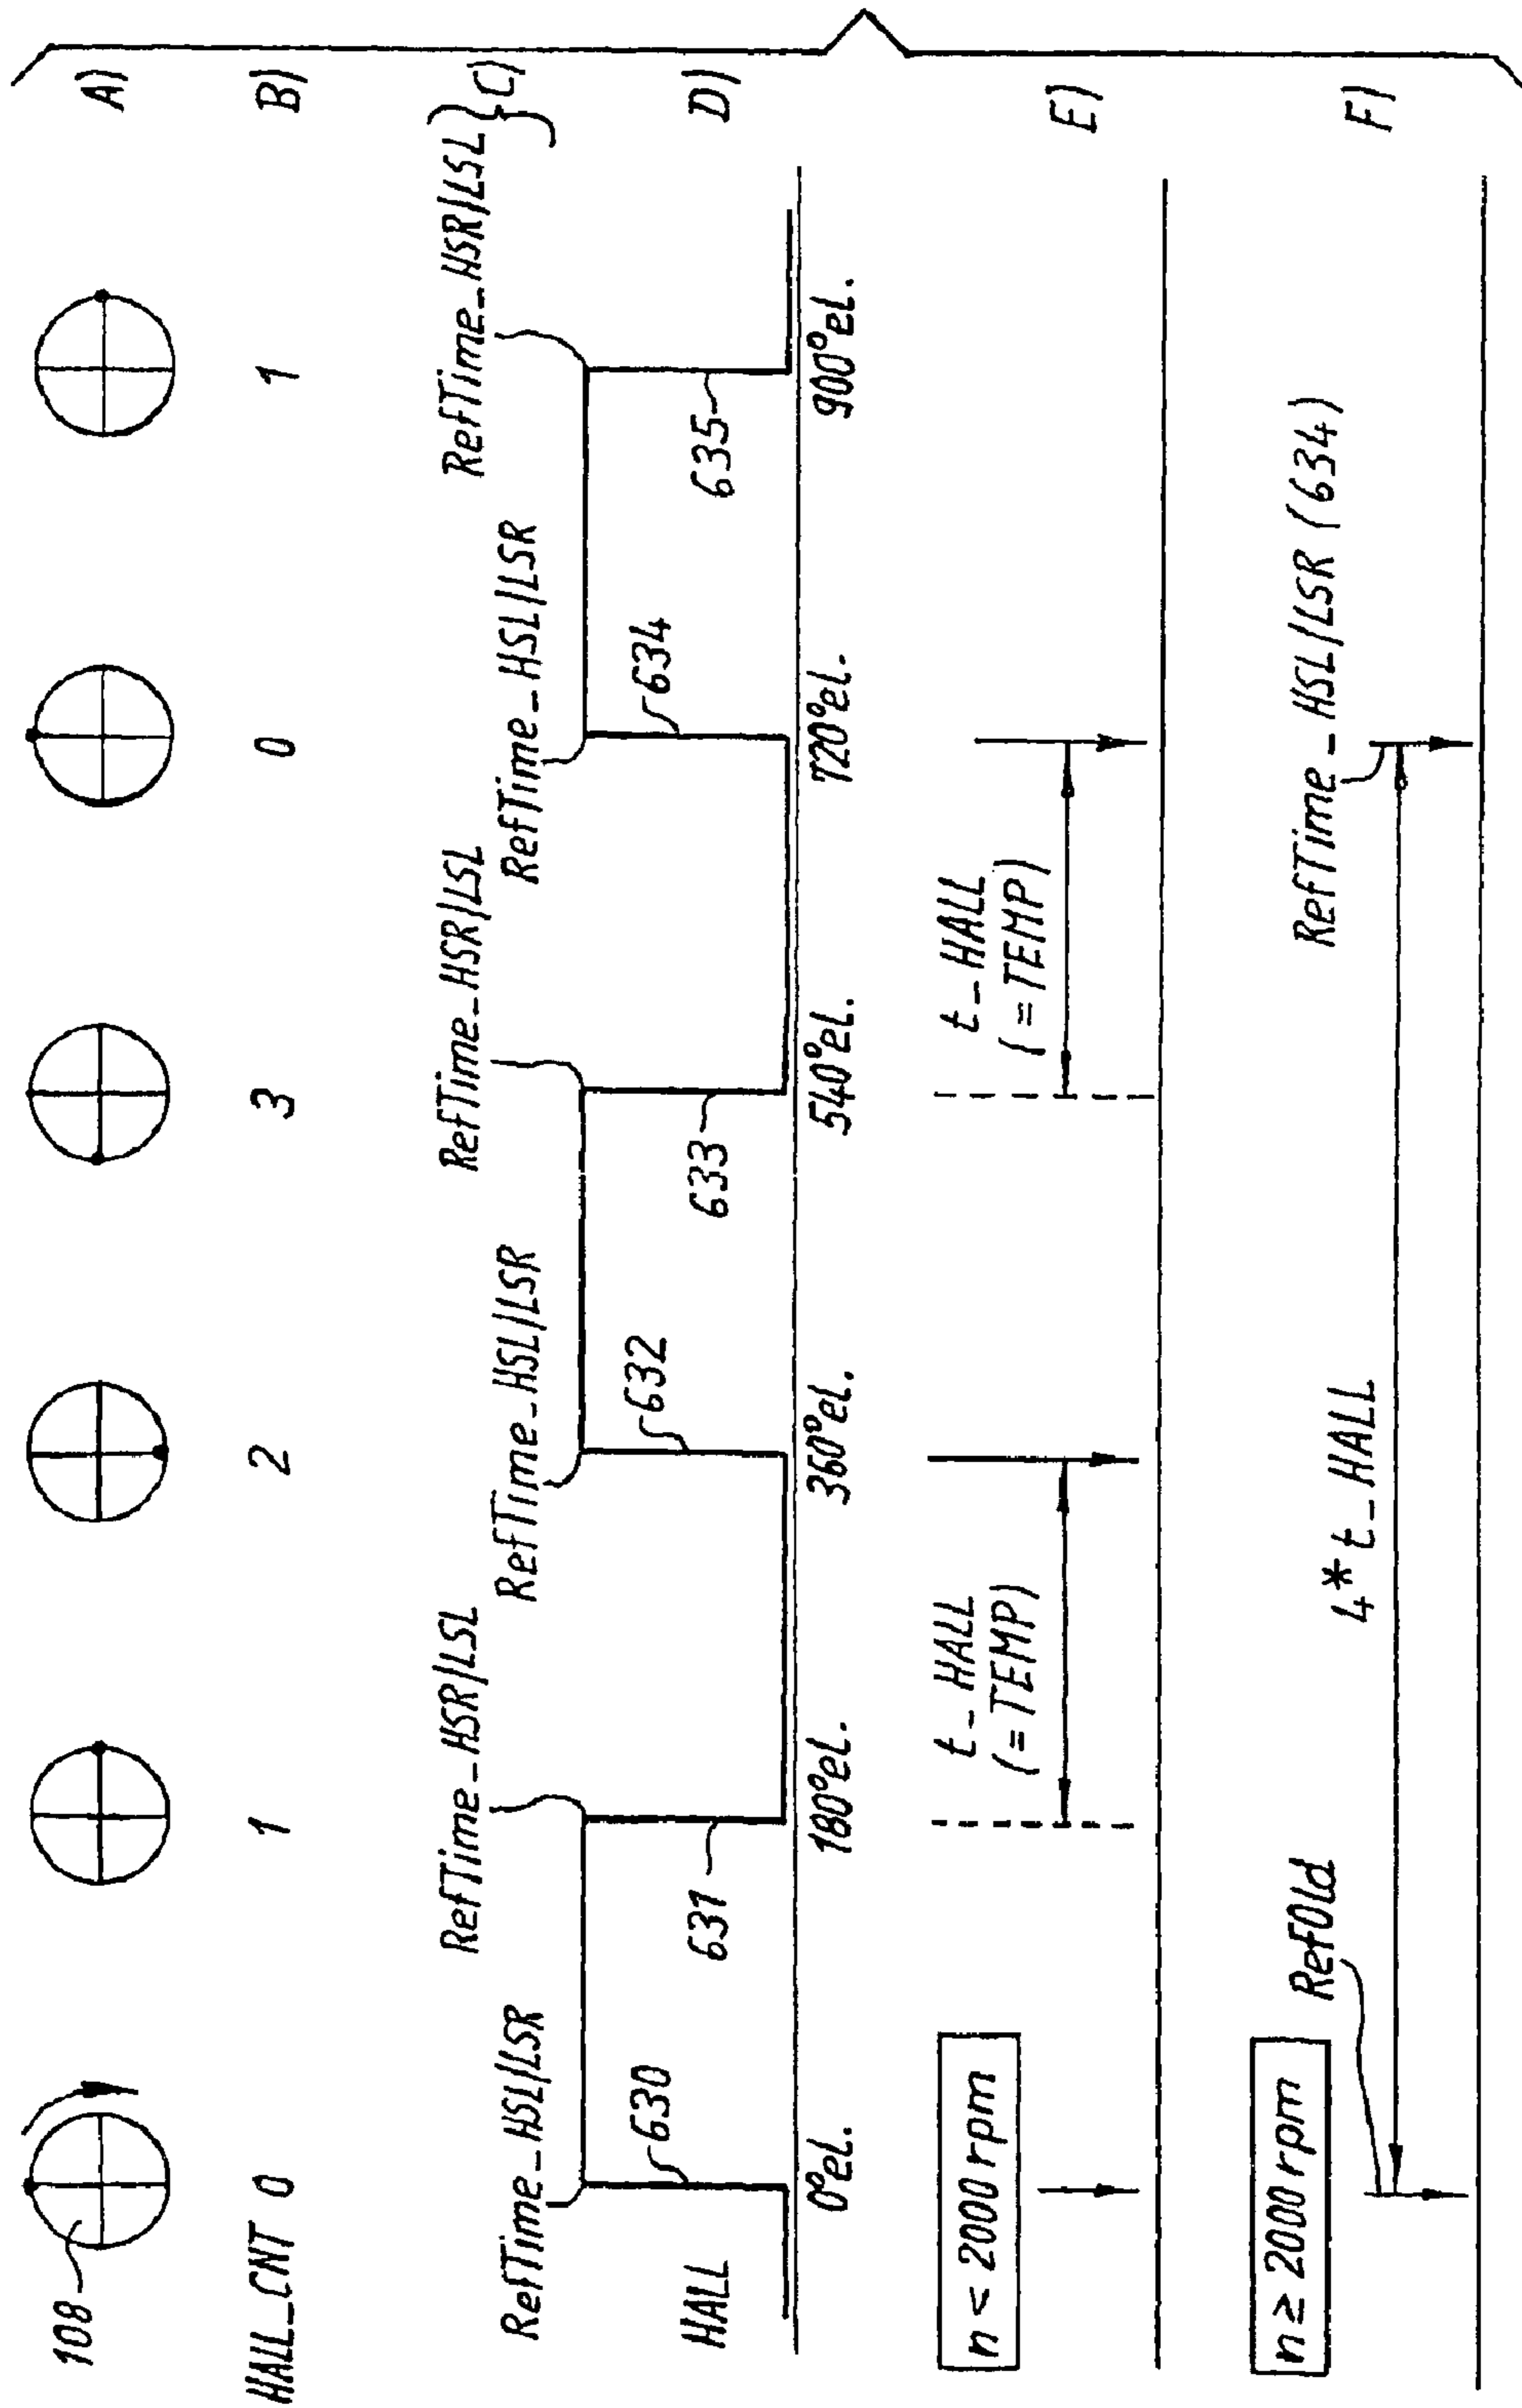 108
A)
HALL_CNT 0 1 2 3 0 1
B)
RefTime_HSL/LSR
RefTime_HSR/LSL
RefTime_HSL/LSR
RefTime_HSR/LSL
RefTime_HSL/LSR
RefTime_HSR/LSL
C)
HALL
630
631
632
633
634
635
D)
0°el. 180°el. 360°el. 540°el. 720°el. 900°el.
n < 2000 rpm
t_HALL
(=TEMP)
t_HALL
(=TEMP)
E)
n ≥ 2000 rpm
RefOld
4*t_HALL
RefTime_HSL/LSR (634)
F)